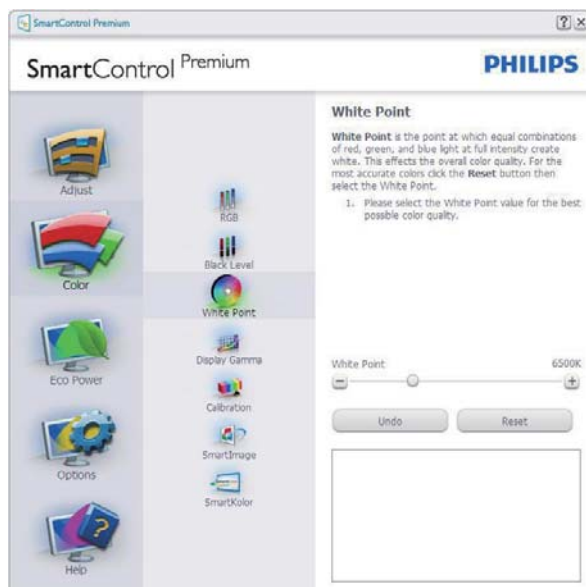 SmartControl Premium
SmartControl Premium
PHILIPS
Adjust
Color
Eco Power
Options
Help
RGB
Black Level
White Point
Display Gamma
Calibration
SmartImage
SmartKolor
White Point
White Point is the point at which equal combinations
of red, green, and blue light at full intensity create
white. This effects the overall color quality. For the
most accurate colors click the Reset button then
select the White Point.
1. Please select the White Point value for the best
possible color quality.
White Point 6500K
Undo Reset